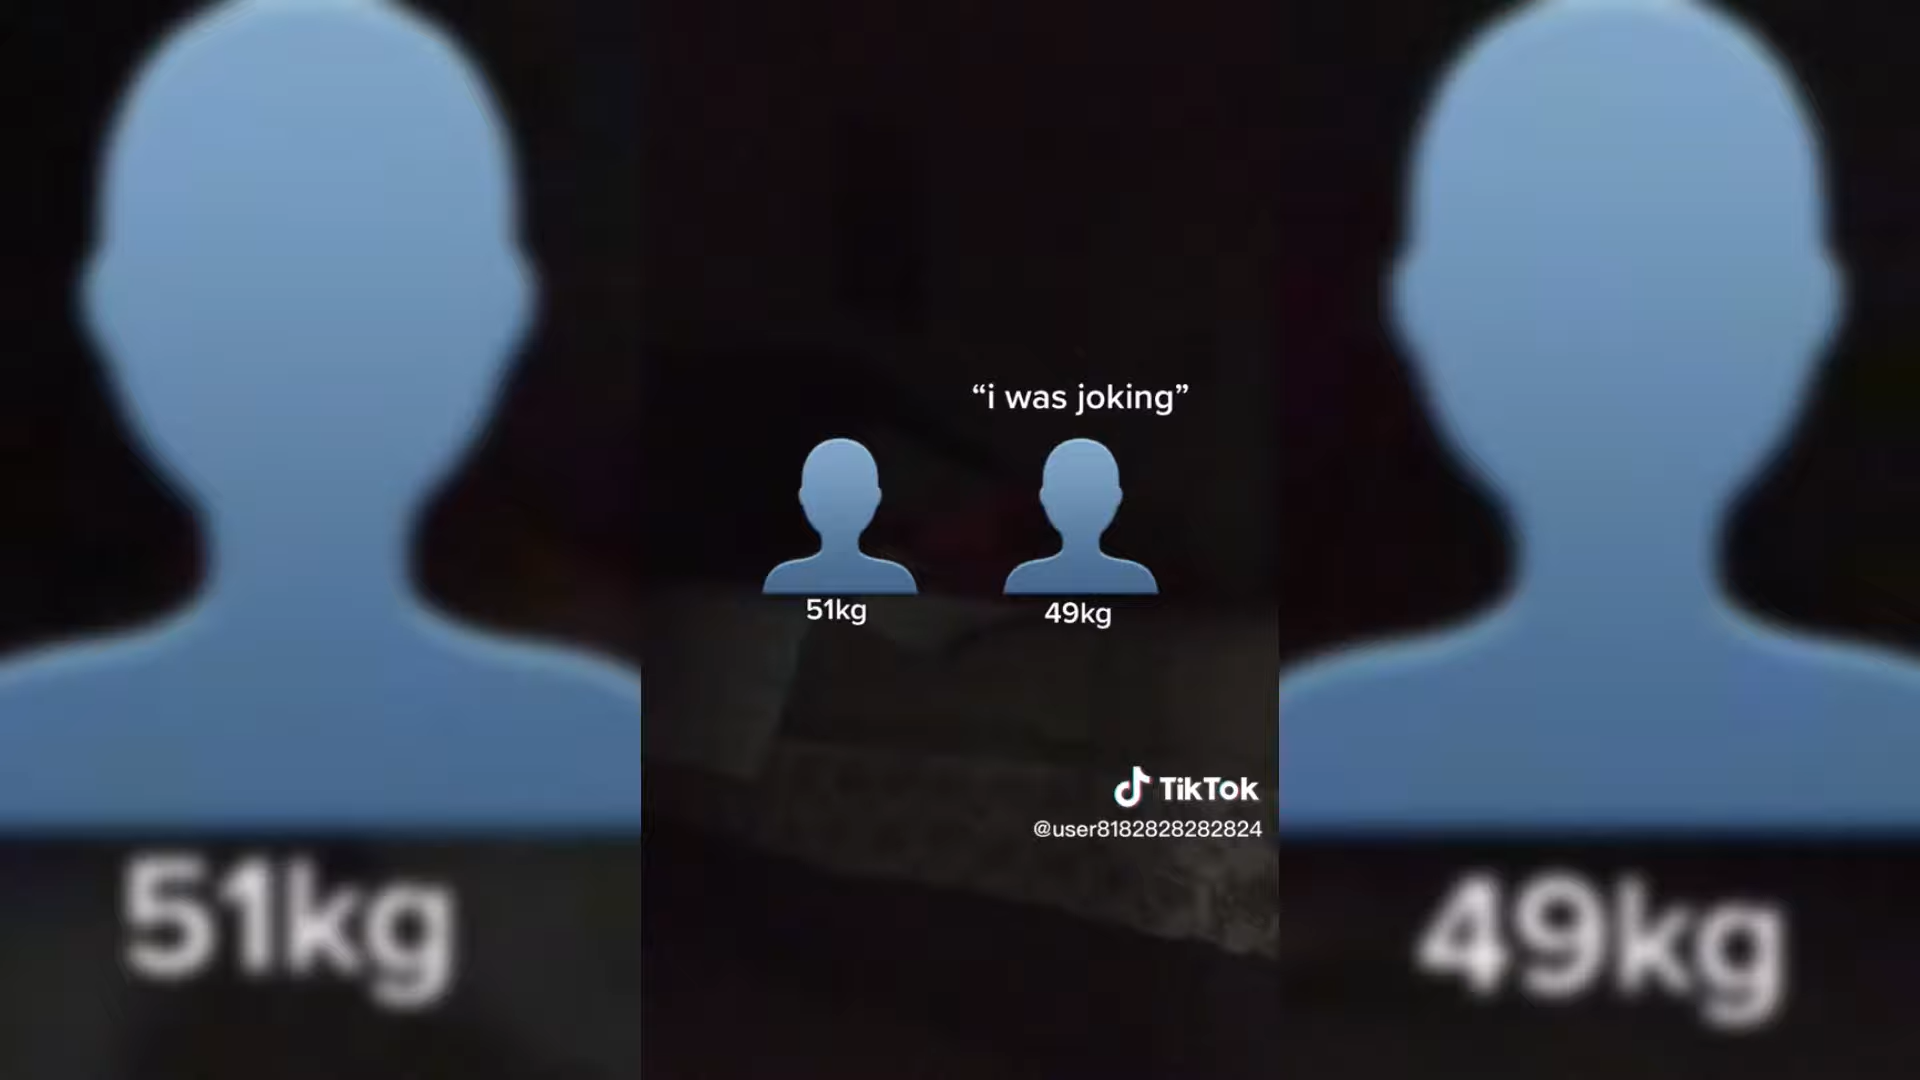 “i was joking”
51kg
49kg
TikTok
@user8182828282824
51kg
49kg